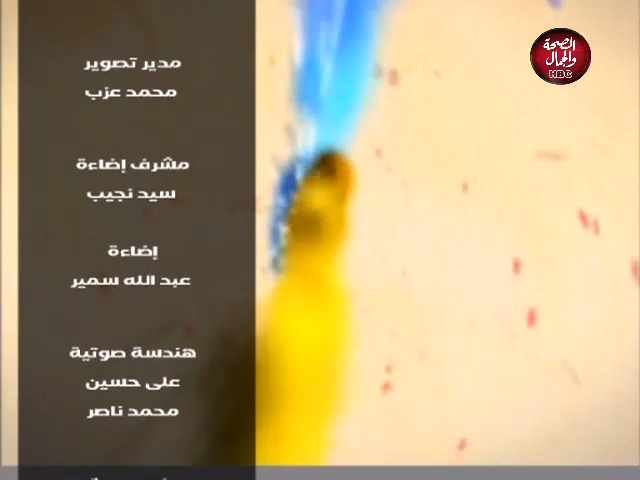 الصحة
والجمال
HBC
مدير تصوير
محمد عزب
مشرف إضاءة
سيد نجيب
إضاءة
عبد الله سمير
هندسة صوتية
على حسين
محمد ناصر